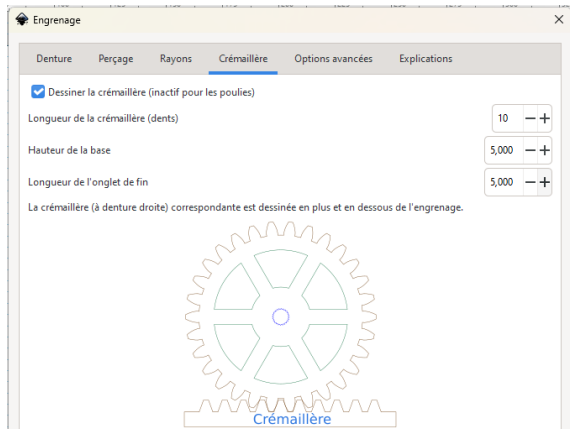 Engrenage
Denture Perçage Rayons Crémaillère Options avancées Explications
Dessiner la crémaillère (inactif pour les poulies)
Longueur de la crémaillère (dents) 10
Hauteur de la base 5,000
Longueur de l'onglet de fin 5,000
La crémaillère (à denture droite) correspondante est dessinée en plus et en dessous de l'engrenage.
Crémaillère